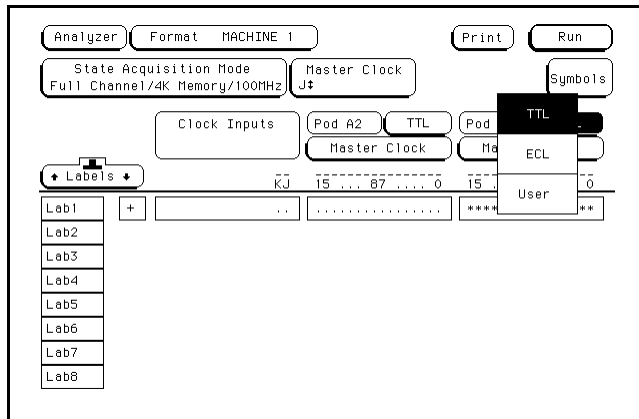 Analyzer Format MACHINE 1 Print Run
State Acquisition Mode
Full Channel/4K Memory/100MHz
Master Clock
J↕
Symbols
Clock Inputs
Pod A2 TTL
Master Clock
Pod
Ma
TTL
ECL
User
↑ Labels ↓
KJ 15 ... 87 .... 0 15 . 0
Lab1 + .. ................ **** **
Lab2
Lab3
Lab4
Lab5
Lab6
Lab7
Lab8